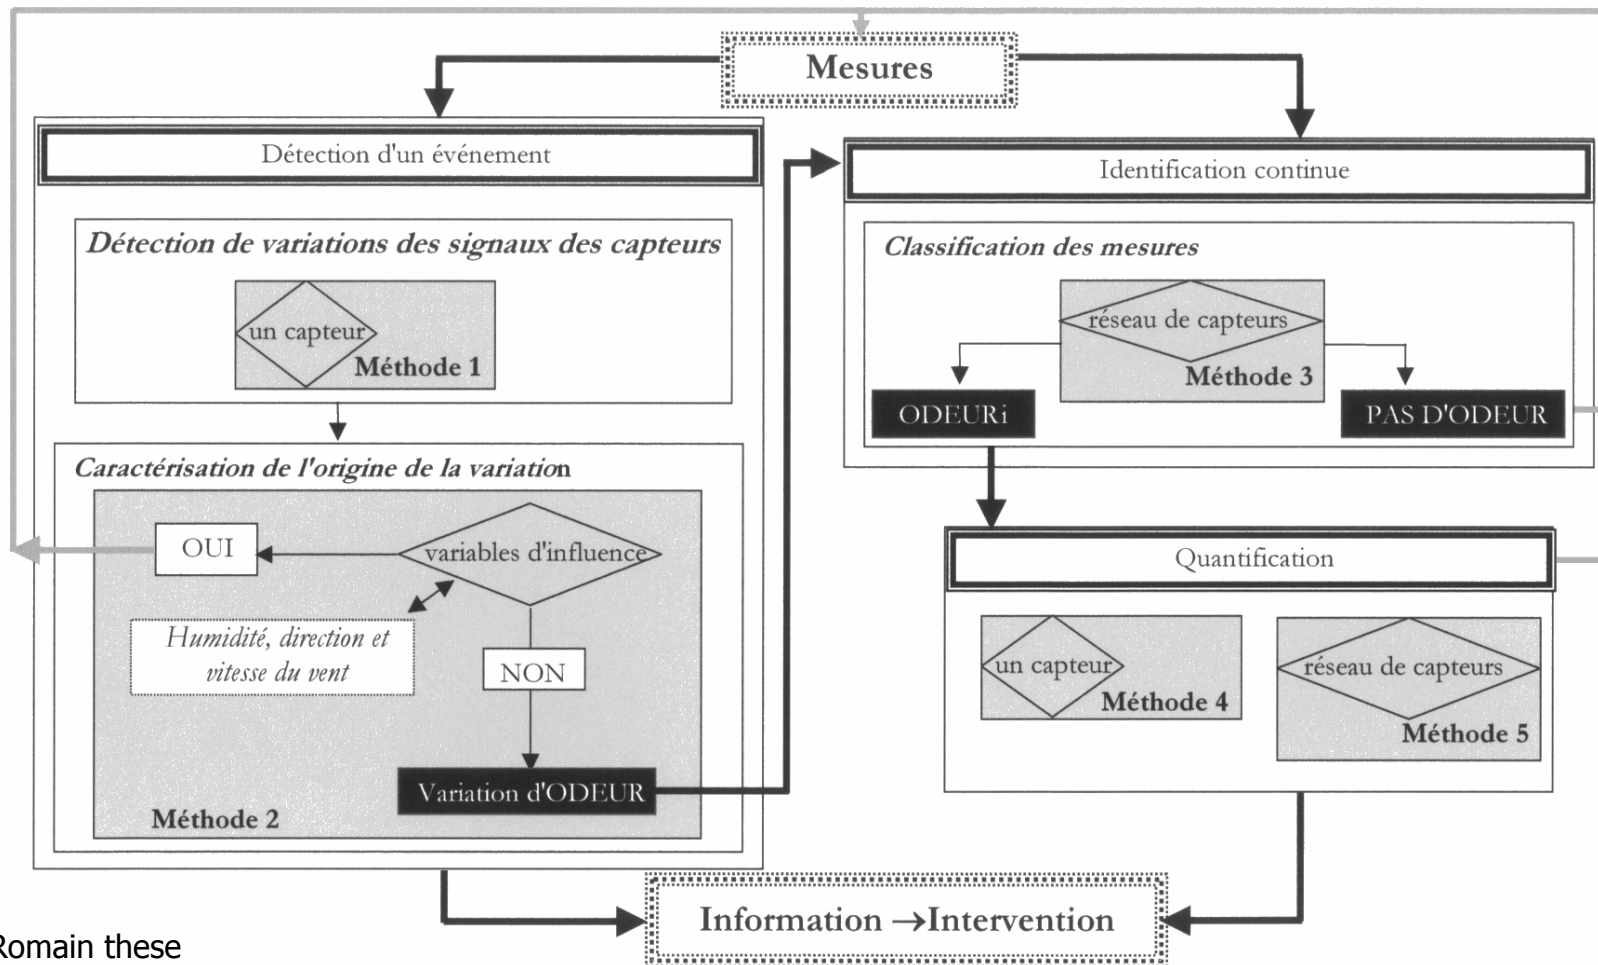 Mesures
Détection d'un événement
Détection de variations des signaux des capteurs
un capteur
Méthode 1
Caractérisation de l'origine de la variation
OUI
variables d'influence
Humidité, direction et
vitesse du vent
NON
Variation d'ODEUR
Méthode 2
Identification continue
Classification des mesures
réseau de capteurs
Méthode 3
ODEURi
PAS D'ODEUR
Quantification
un capteur
Méthode 4
réseau de capteurs
Méthode 5
Information →Intervention
Romain these